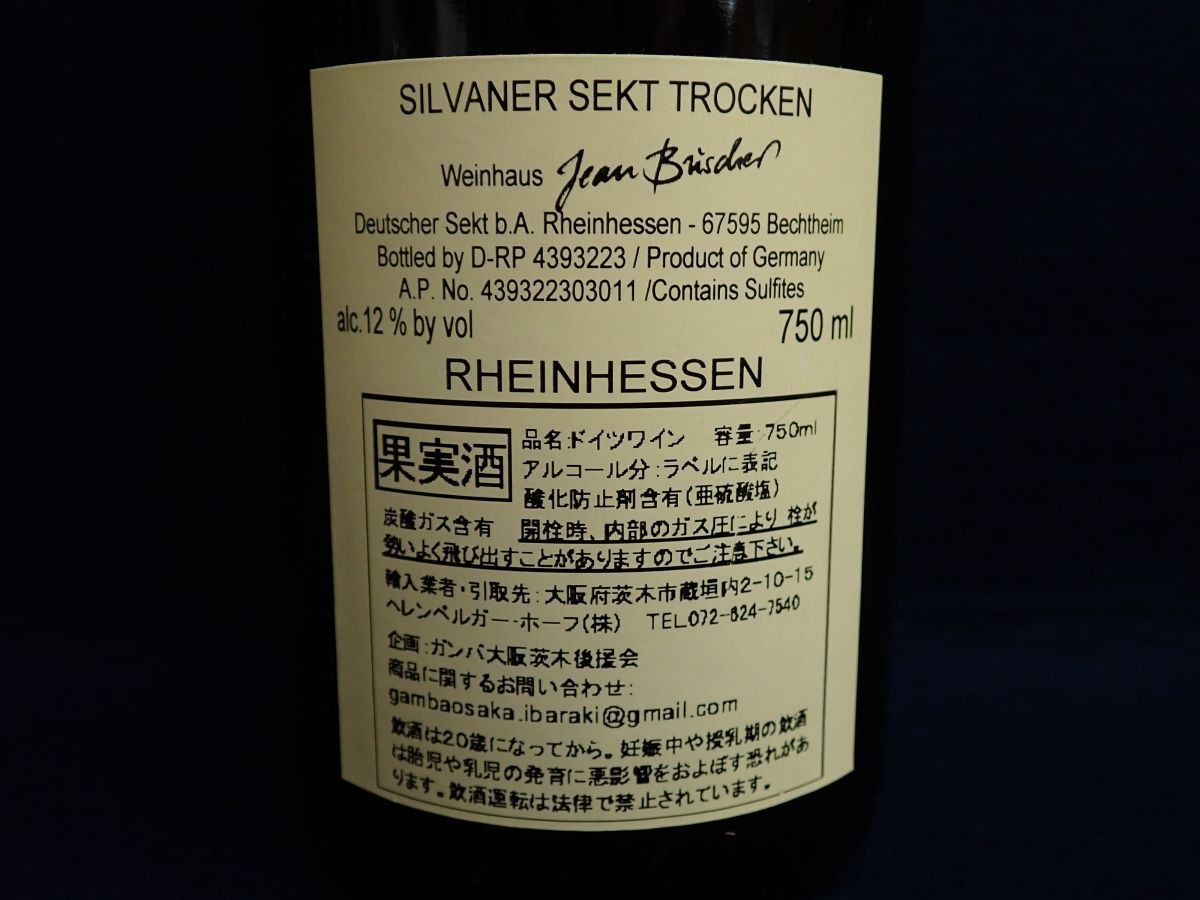 SILVANER SEKT TROCKEN
Weinhaus Jean Büscher
Deutscher Sekt b.A. Rheinhessen - 67595 Bechtheim
Bottled by D-RP 4393223 / Product of Germany
A.P. No. 439322303011 /Contains Sulfites
alc.12 % by vol 750 ml
RHEINHESSEN
果実酒
品名:ドイツワイン 容量:750ml
アルコール分:ラベルに表記
酸化防止剤含有(亜硫酸塩)
炭酸ガス含有 開栓時、内部のガス圧により栓が
勢いよく飛び出すことがありますのでご注意下さい。
輸入業者・引取先:大阪府茨木市蔵垣内2-10-15
ヘレンベルガー・ホーフ(株) TEL072-624-7540
企画:ガンバ大阪茨木後援会
商品に関するお問い合わせ:
gambaosaka.ibaraki@gmail.com
飲酒は20歳になってから。妊娠中や授乳期の飲酒
は胎児や乳児の発育に悪影響をおよぼす恐れがあ
ります。飲酒運転は法律で禁止されています。